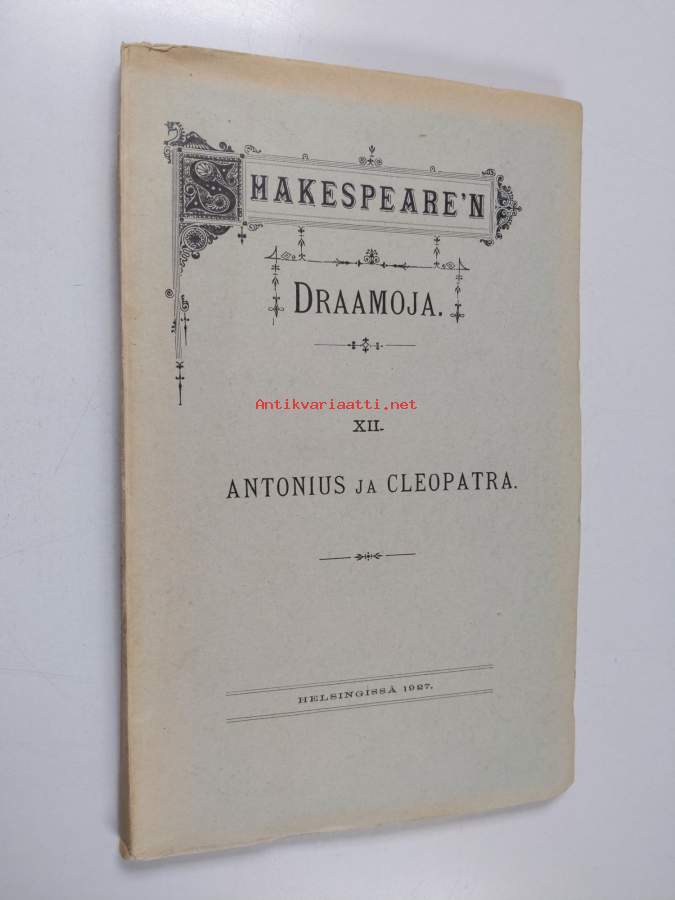 SHAKESPEARE'N
DRAAMOJA.
Antikvariaatti.net
XII.
ANTONIUS JA CLEOPATRA.
HELSINGISSÄ 1927.